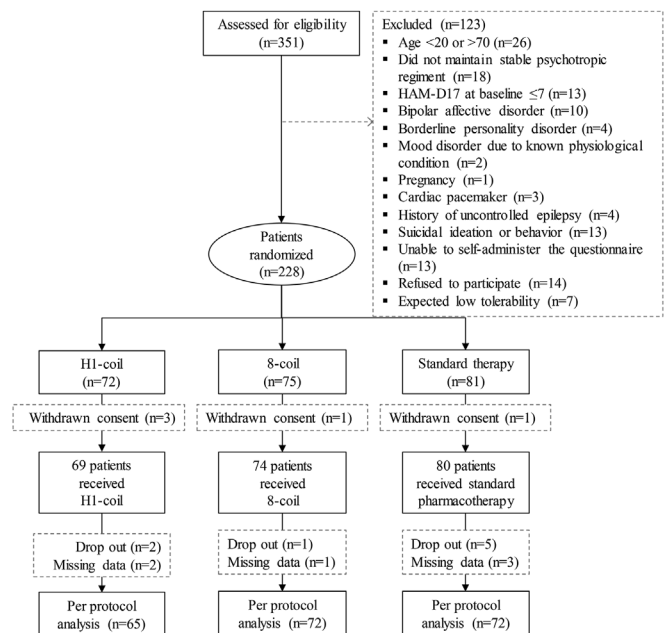 Assessed for eligibility
(n=351)
Excluded (n=123)
▪ Age <20 or >70 (n=26)
▪ Did not maintain stable psychotropic
regiment (n=18)
▪ HAM-D17 at baseline ≤7 (n=13)
▪ Bipolar affective disorder (n=10)
▪ Borderline personality disorder (n=4)
▪ Mood disorder due to known physiological
condition (n=2)
▪ Pregnancy (n=1)
▪ Cardiac pacemaker (n=3)
▪ History of uncontrolled epilepsy (n=4)
▪ Suicidal ideation or behavior (n=13)
▪ Unable to self-administer the questionnaire
(n=13)
▪ Refused to participate (n=14)
▪ Expected low tolerability (n=7)
Patients
randomized
(n=228)
H1-coil
(n=72)
8-coil
(n=75)
Standard therapy
(n=81)
Withdrawn consent (n=3)
Withdrawn consent (n=1)
Withdrawn consent (n=1)
69 patients
received
H1-coil
74 patients
received
8-coil
80 patients
received standard
pharmacotherapy
Drop out (n=2)
Missing data (n=2)
Drop out (n=1)
Missing data (n=1)
Drop out (n=5)
Missing data (n=3)
Per protocol
analysis (n=65)
Per protocol
analysis (n=72)
Per protocol
analysis (n=72)